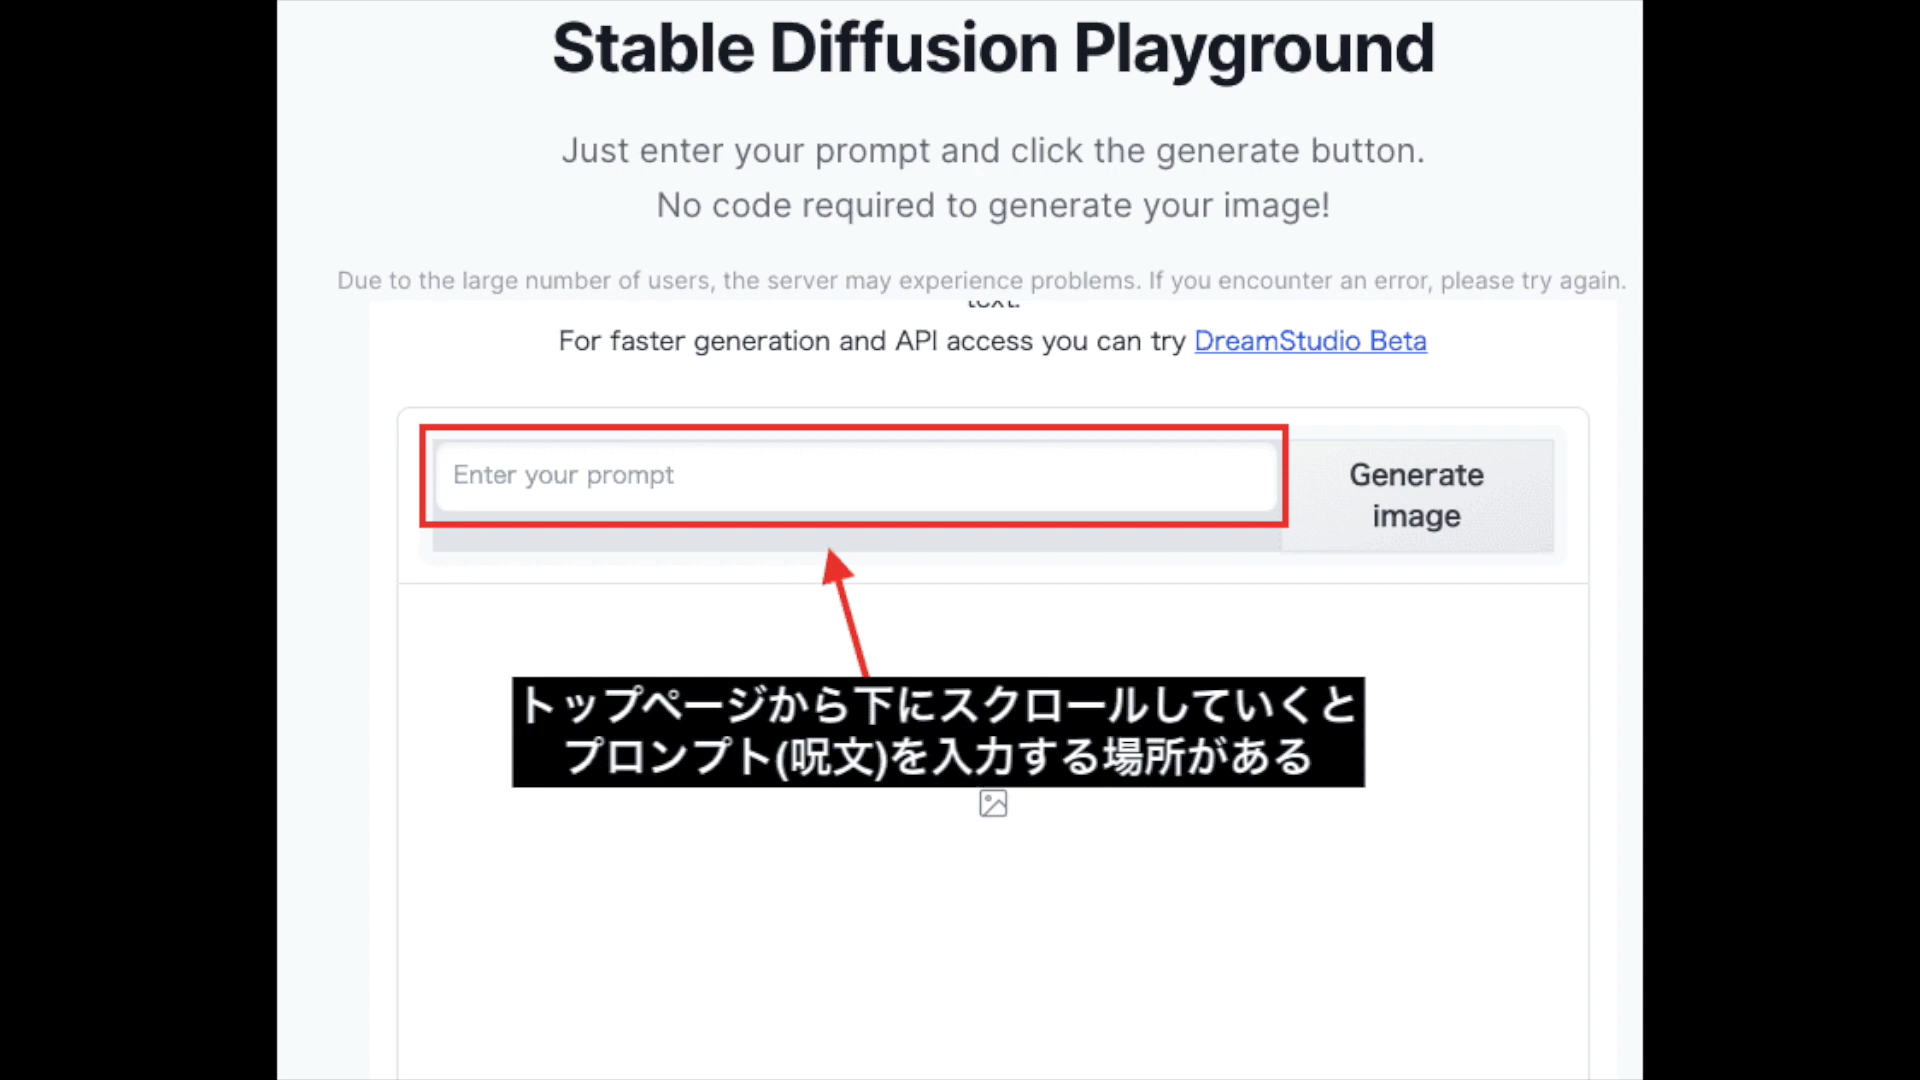 Stable Diffusion Playground
Just enter your prompt and click the generate button.
No code required to generate your image!
Due to the large number of users, the server may experience problems. If you encounter an error, please try again.
For faster generation and API access you can try DreamStudio Beta
Enter your prompt
Generate
image
トップページから下にスクロールしていくと
プロンプト(呪文)を入力する場所がある